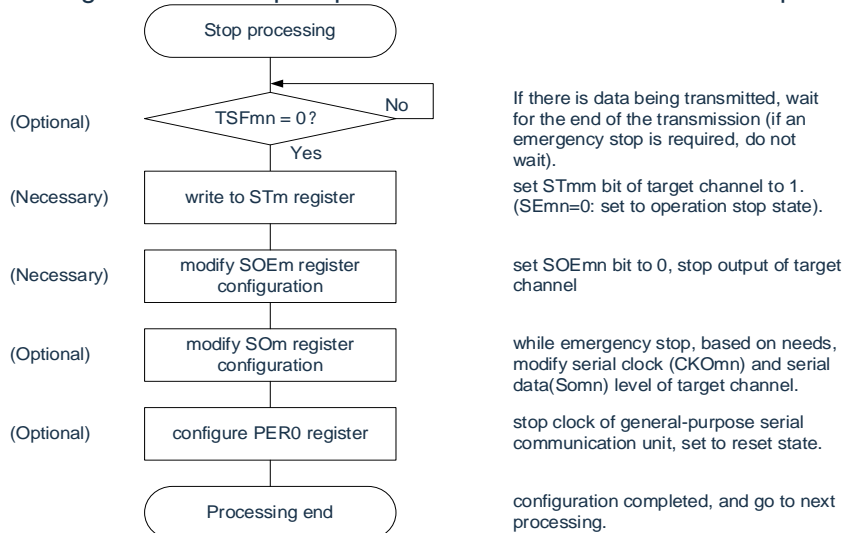 Stop processing
(Optional)
TSFmn = 0?
No
Yes
If there is data being transmitted, wait
for the end of the transmission (if an
emergency stop is required, do not
wait).
(Necessary)
write to STm register
set STmm bit of target channel to 1.
(SEmn=0: set to operation stop state).
(Necessary)
modify SOEm register
configuration
set SOEmn bit to 0, stop output of target
channel
(Optional)
modify SOm register
configuration
while emergency stop, based on needs,
modify serial clock (CKOmn) and serial
data(Somn) level of target channel.
(Optional)
configure PER0 register
stop clock of general-purpose serial
communication unit, set to reset state.
Processing end
configuration completed, and go to next
processing.